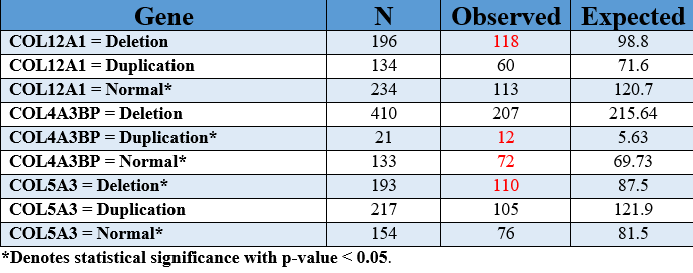 Gene N Observed Expected
COL12A1 = Deletion 196 118 98.8
COL12A1 = Duplication 134 60 71.6
COL12A1 = Normal* 234 113 120.7
COL4A3BP = Deletion 410 207 215.64
COL4A3BP = Duplication* 21 12 5.63
COL4A3BP = Normal* 133 72 69.73
COL5A3 = Deletion* 193 110 87.5
COL5A3 = Duplication 217 105 121.9
COL5A3 = Normal* 154 76 81.5
*Denotes statistical significance with p-value < 0.05.